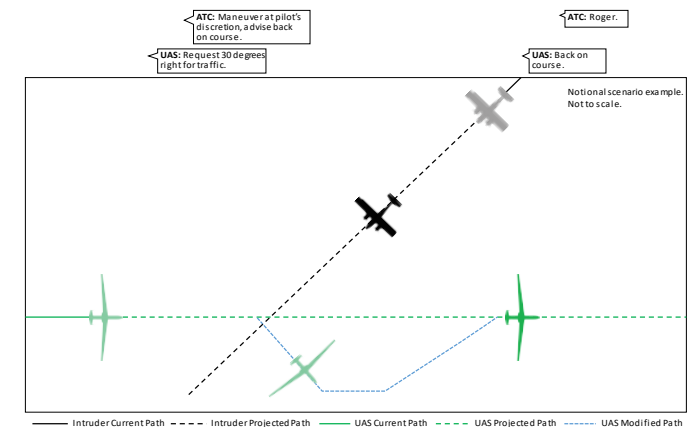 ATC: Maneuver at pilot's
discretion, advise back
on course.
ATC: Roger.
UAS: Request 30 degrees
right for traffic.
UAS: Back on
course.
Notional scenario example.
Not to scale.
Intruder Current Path
Intruder Projected Path
UAS Current Path
UAS Projected Path
UAS Modified Path